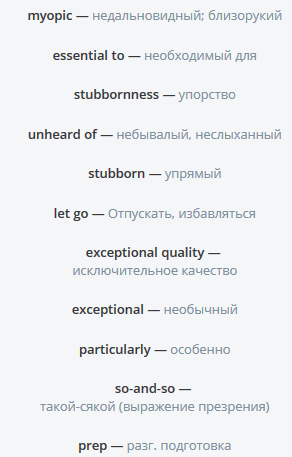 myopic — недальновидный; близорукий
essential to — необходимый для
stubbornness — упорство
unheard of — небывалый, неслыханный
stubborn — упрямый
let go — Отпускать, избавляться
exceptional quality —
исключительное качество
exceptional — необычный
particularly — особенно
so-and-so —
такой-сякой (выражение презрения)
prep — разг. подготовка